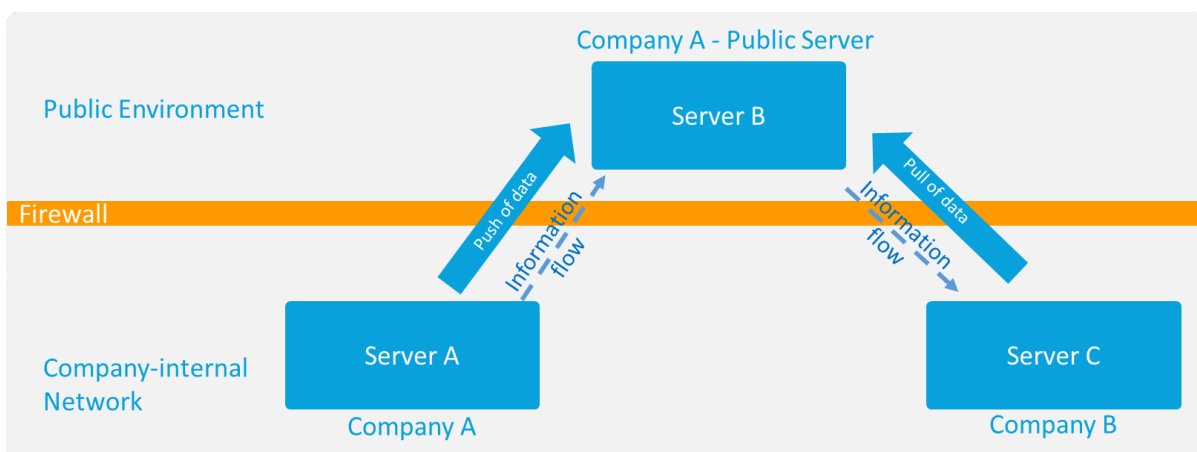 Company A - Public Server
Public Environment
Server B
Push of data
Information
flow
Pull of data
Information
flow
Firewall
Server A
Server C
Company-internal
Network
Company A
Company B